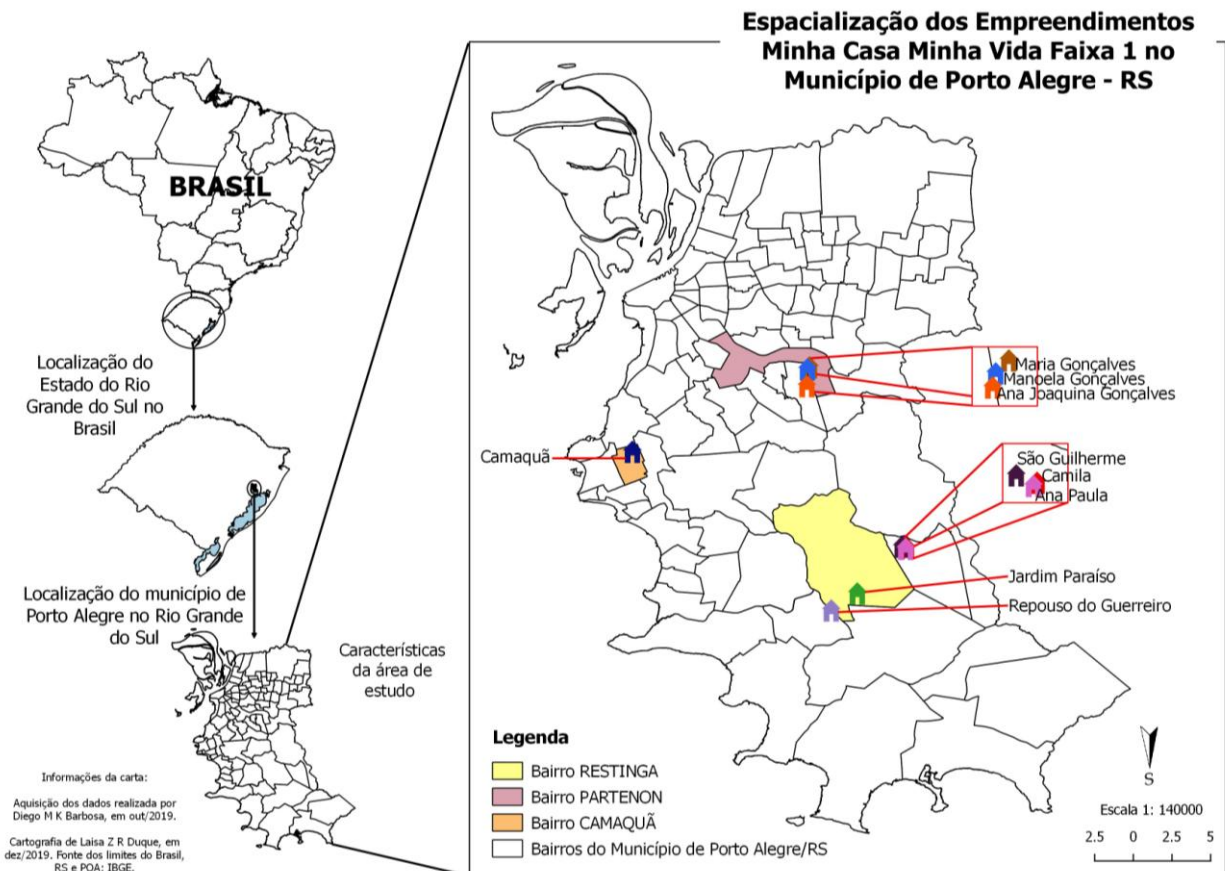 Espacialização dos Empreendimentos
Minha Casa Minha Vida Faixa 1 no
Município de Porto Alegre - RS
BRASIL
Localização do
Estado do Rio
Grande do Sul no
Brasil
Localização do município de
Porto Alegre no Rio Grande
do Sul
Características
da área de
estudo
Informações da carta:
Aquisição dos dados realizada por
Diego M K Barbosa, em out/2019.
Cartografia de Laisa Z R Duque, em
dez/2019. Fonte dos limites do Brasil,
RS e POA: IBGE.
Maria Gonçalves
Manoela Gonçalves
Ana Joaquina Gonçalves
Camaquã
São Guilherme
Camila
Ana Paula
Jardim Paraíso
Repouso do Guerreiro
Legenda
Bairro RESTINGA
Bairro PARTENON
Bairro CAMAQUÃ
Bairros do Município de Porto Alegre/RS
S
Escala 1: 140000
2.5 0 2.5 5